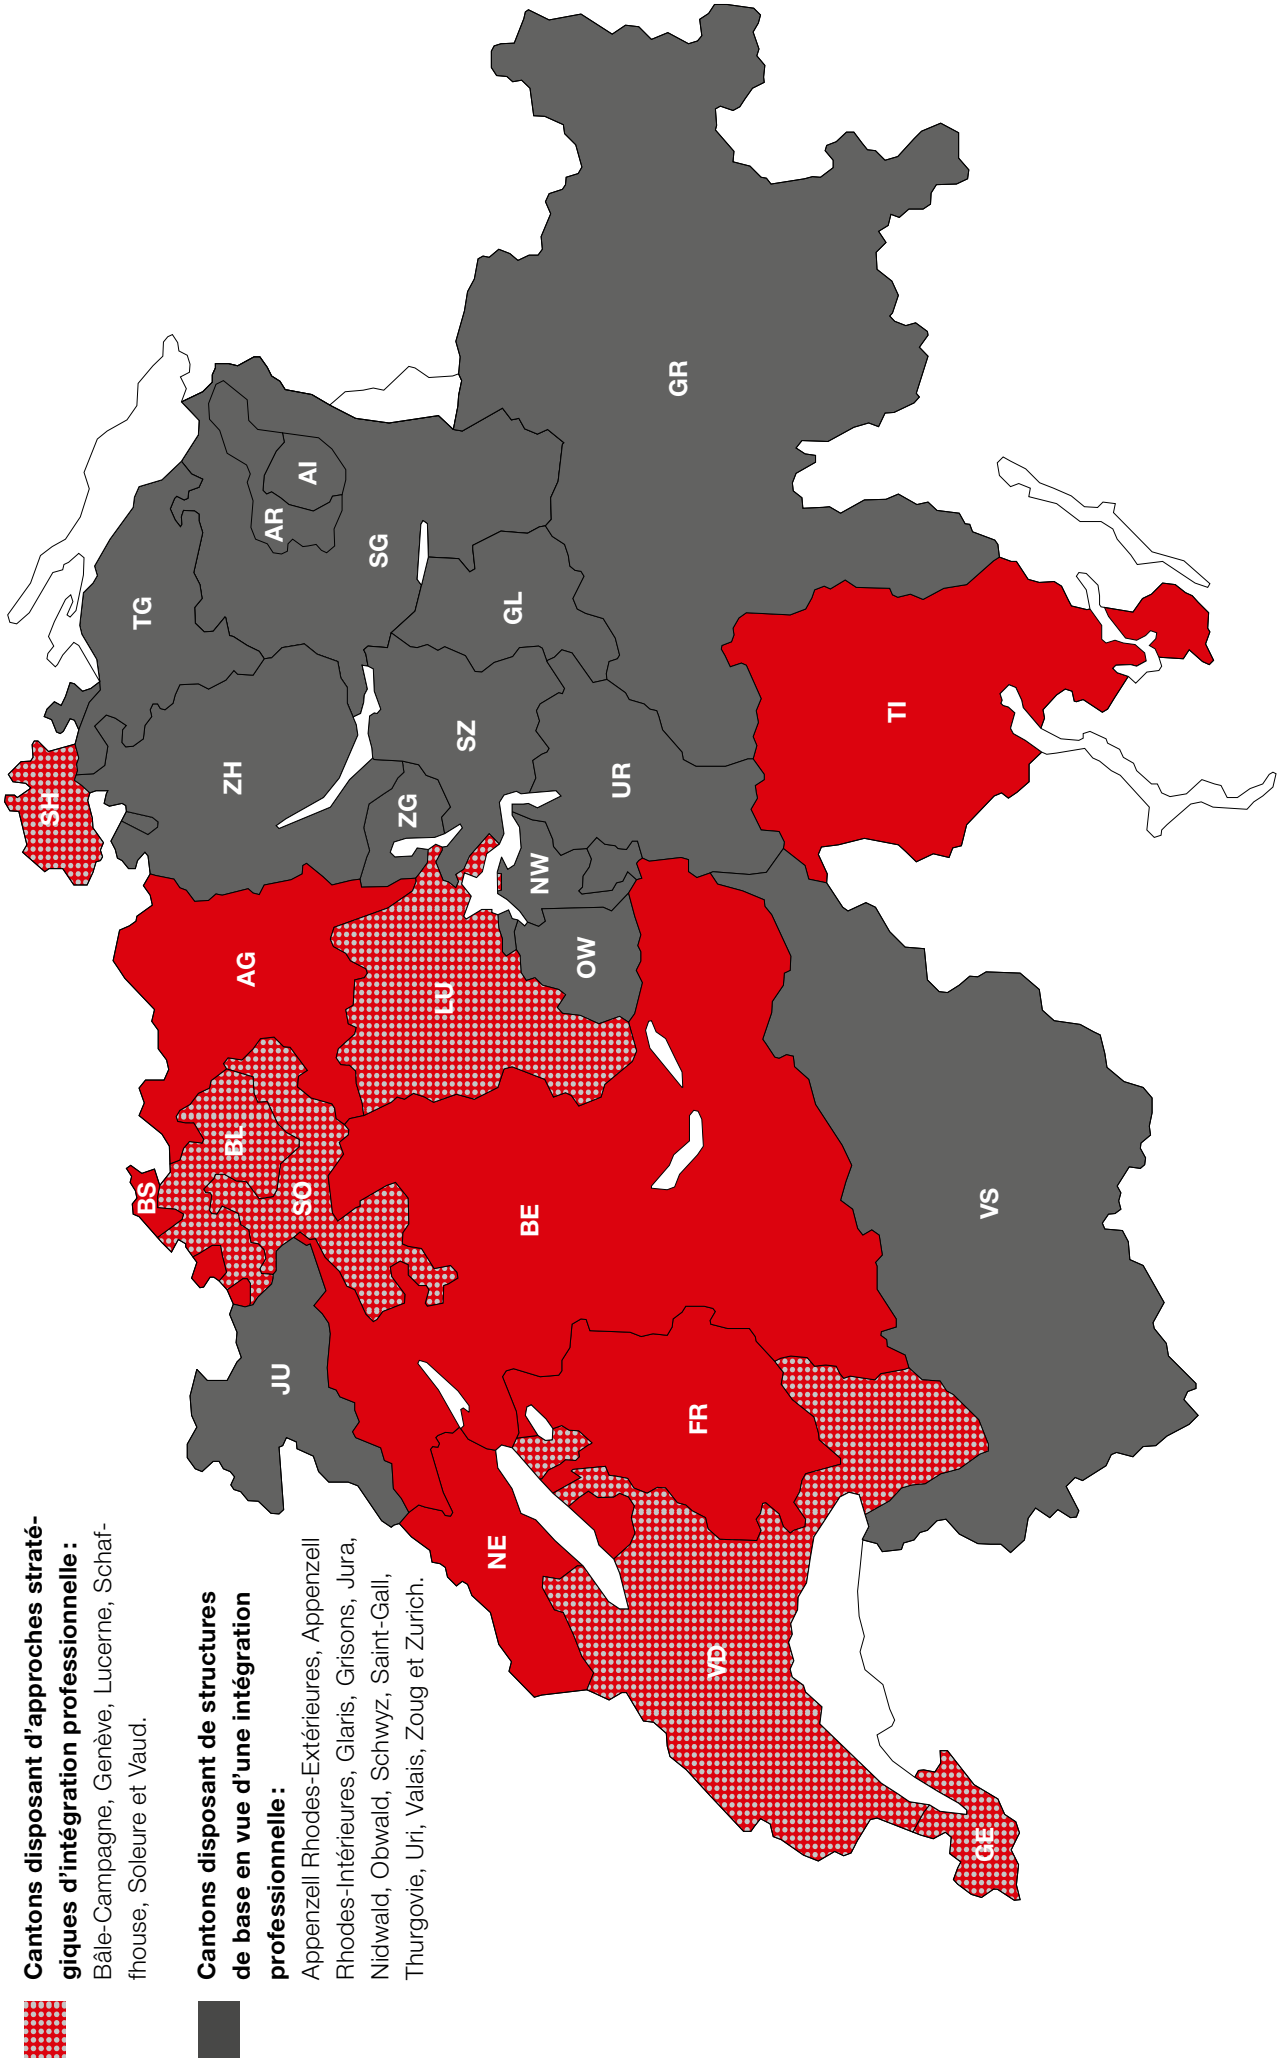 Cantons disposant d'approches straté-
giques d'intégration professionnelle:
Bâle-Campagne, Genève, Lucerne, Schaf-
fhouse, Soleure et Vaud.
Cantons disposant de structures
de base en vue d'une intégration
professionnelle:
Appenzell Rhodes-Extérieures, Appenzell
Rhodes-Intérieures, Glaris, Grisons, Jura,
Nidwald, Obwald, Schwyz, Saint-Gall,
Thurgovie, Uri, Valais, Zoug et Zurich.
SH
BS
TG
ZH
AG
BL
AR
AI
JU
SO
SG
ZG
LU
SZ
NE
GL
BE
NW
OW
UR
GR
FR
VD
TI
GE
VS